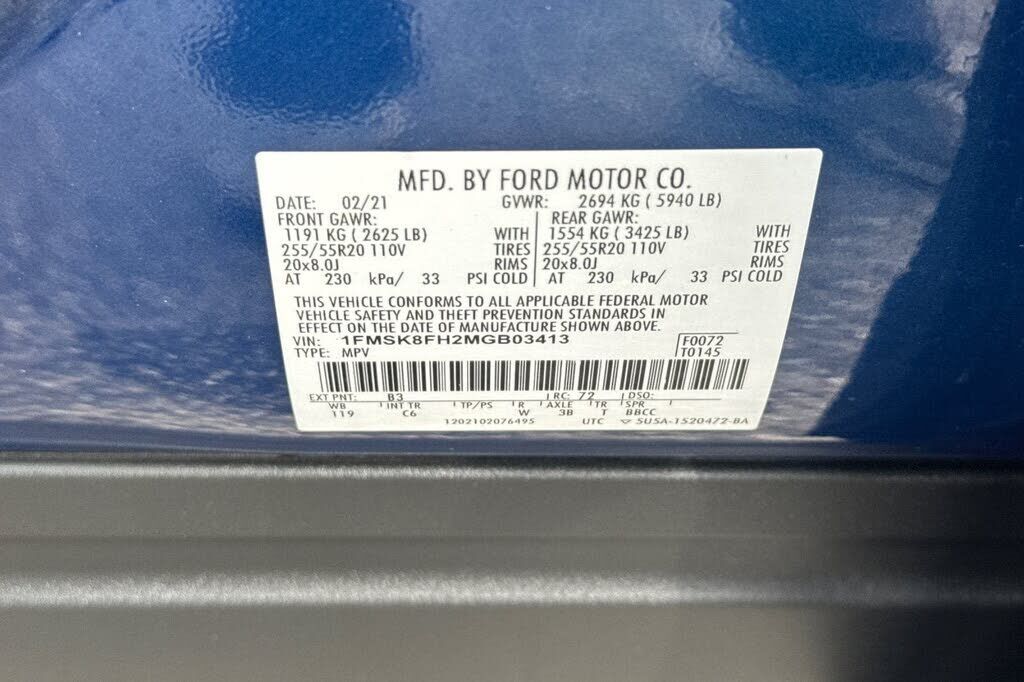 MFD. BY FORD MOTOR CO.
DATE: 02/21 GVWR: 2694 KG ( 5940 LB)
FRONT GAWR: REAR GAWR:
1191 KG ( 2625 LB) WITH 1554 KG ( 3425 LB) WITH
255/55R20 110V TIRES 255/55R20 110V TIRES
20x8.0J RIMS 20x8.0J RIMS
AT 230 kPa/ 33 PSI COLD AT 230 kPa/ 33 PSI COLD
THIS VEHICLE CONFORMS TO ALL APPLICABLE FEDERAL MOTOR
VEHICLE SAFETY AND THEFT PREVENTION STANDARDS IN
EFFECT ON THE DATE OF MANUFACTURE SHOWN ABOVE.
VIN: 1FMSK8FH2MGB03413 F0072
TYPE: MPV T0145
EXT PNT: B3 RC: 72 DSO:
WB INT TR TP/PS R AXLE TR SPR
119 C6 W 3B T BBCC
1202102076495 UTC ▽ 5U5A-1520472-BA